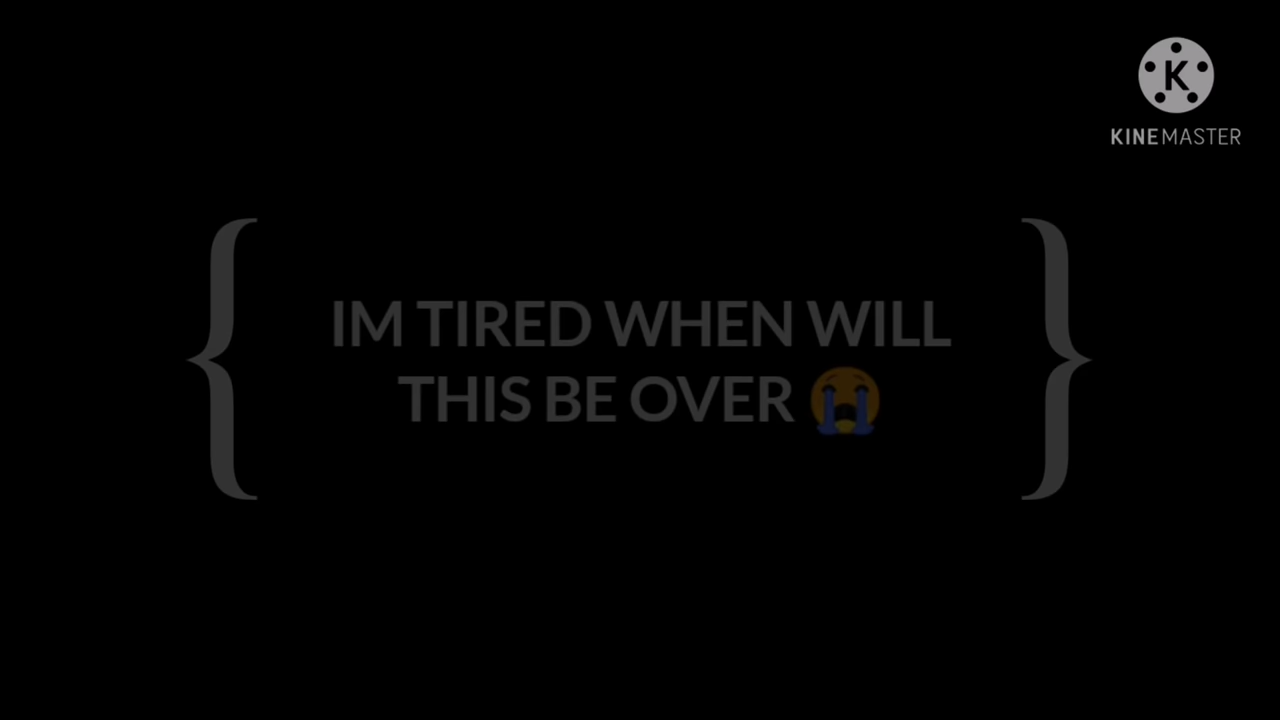 K
KINEMASTER
{ IM TIRED WHEN WILL
THIS BE OVER 😭 }